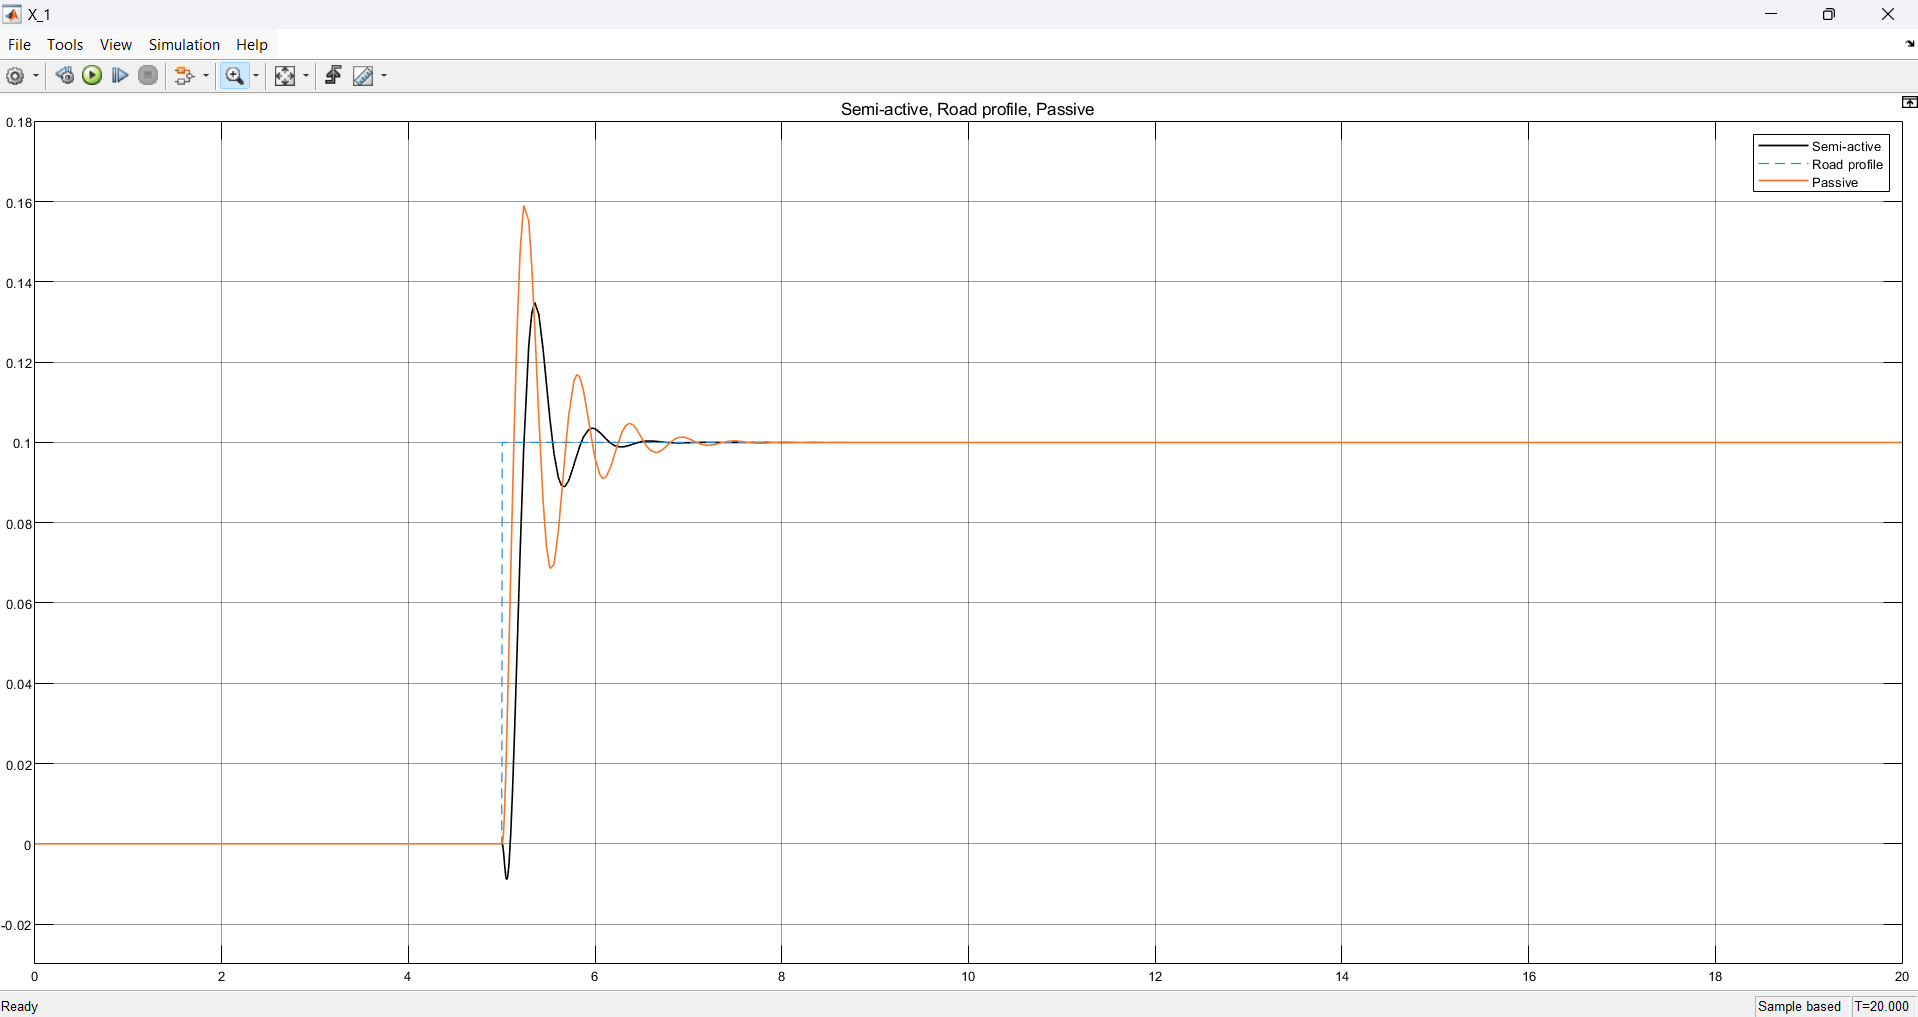 X_1
File Tools View Simulation Help
Semi-active, Road profile, Passive
0.18
0.16
0.14
0.12
0.1
0.08
0.06
0.04
0.02
0
-0.02
Semi-active
Road profile
Passive
0 2 4 6 8 10 12 14 16 18 20
Ready
Sample based T=20.000